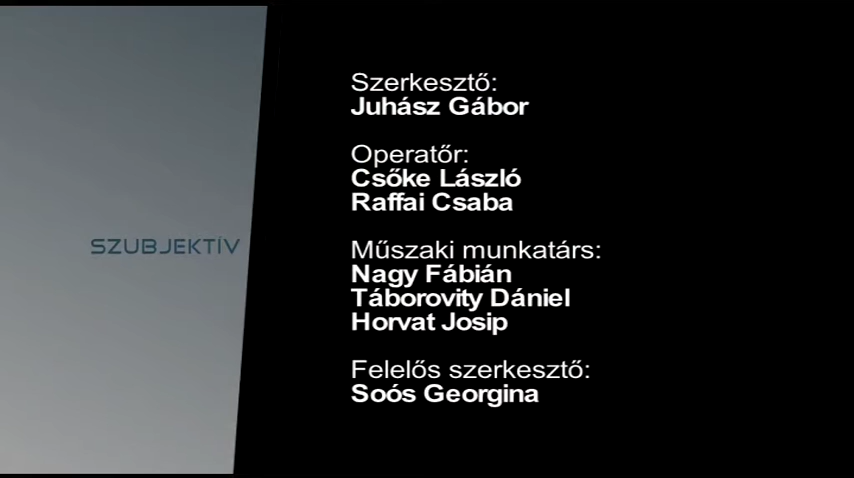 SZUBJEKTÍV
Szerkesztő:
Juhász Gábor
Operatőr:
Csőke László
Raffai Csaba
Műszaki munkatárs:
Nagy Fábián
Táborovity Dániel
Horvat Josip
Felelős szerkesztő:
Soós Georgina